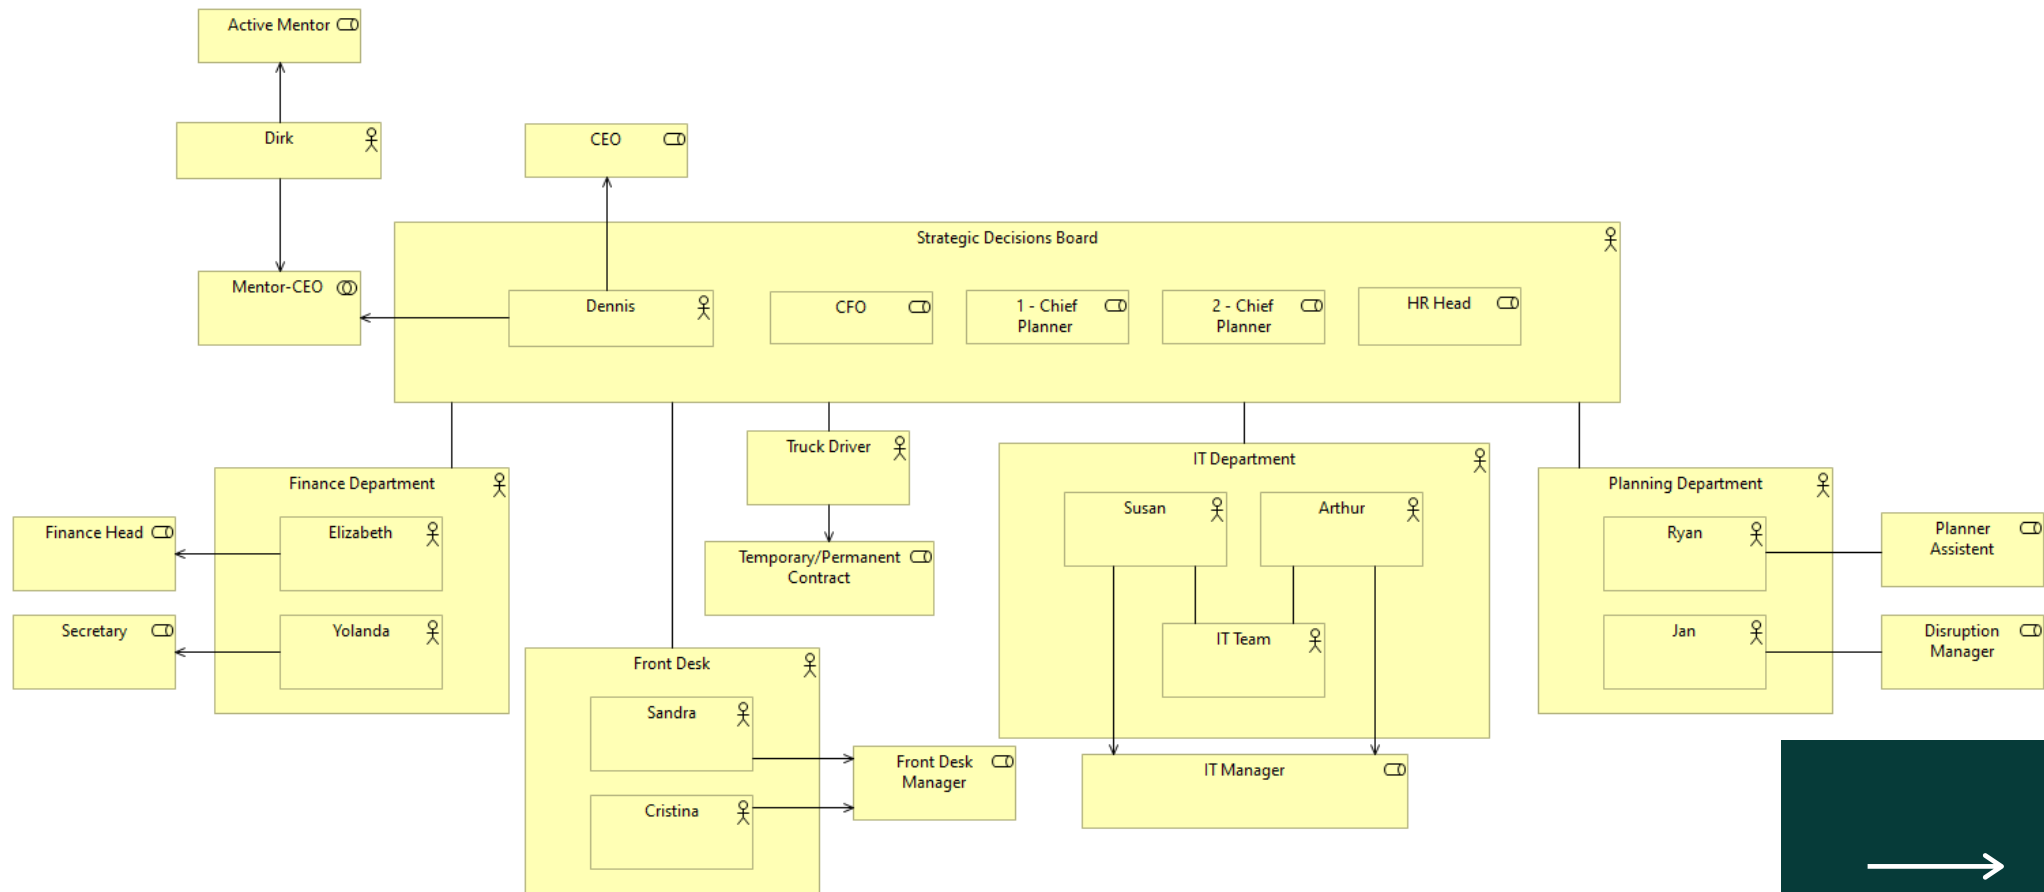 Active Mentor
Dirk
CEO
Strategic Decisions Board
Mentor-CEO
Dennis
CFO
1 - Chief
Planner
2 - Chief
Planner
HR Head
Truck Driver
IT Department
Finance Department
Planning Department
Finance Head
Elizabeth
Temporary/Permanent
Contract
Susan
Arthur
Ryan
Planner
Assistent
Secretary
Yolanda
IT Team
Jan
Disruption
Manager
Front Desk
Sandra
Front Desk
Manager
IT Manager
Cristina